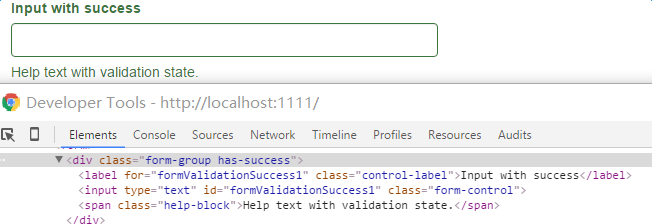 Input with success
Help text with validation state.
Developer Tools - http://localhost:1111/
Elements Console Sources Network Timeline Profiles Resources Audits
<div class="form-group has-success">
<label for="formValidationSuccess1" class="control-label">Input with success</label>
<input type="text" id="formValidationSuccess1" class="form-control">
<span class="help-block">Help text with validation state.</span>
</div>